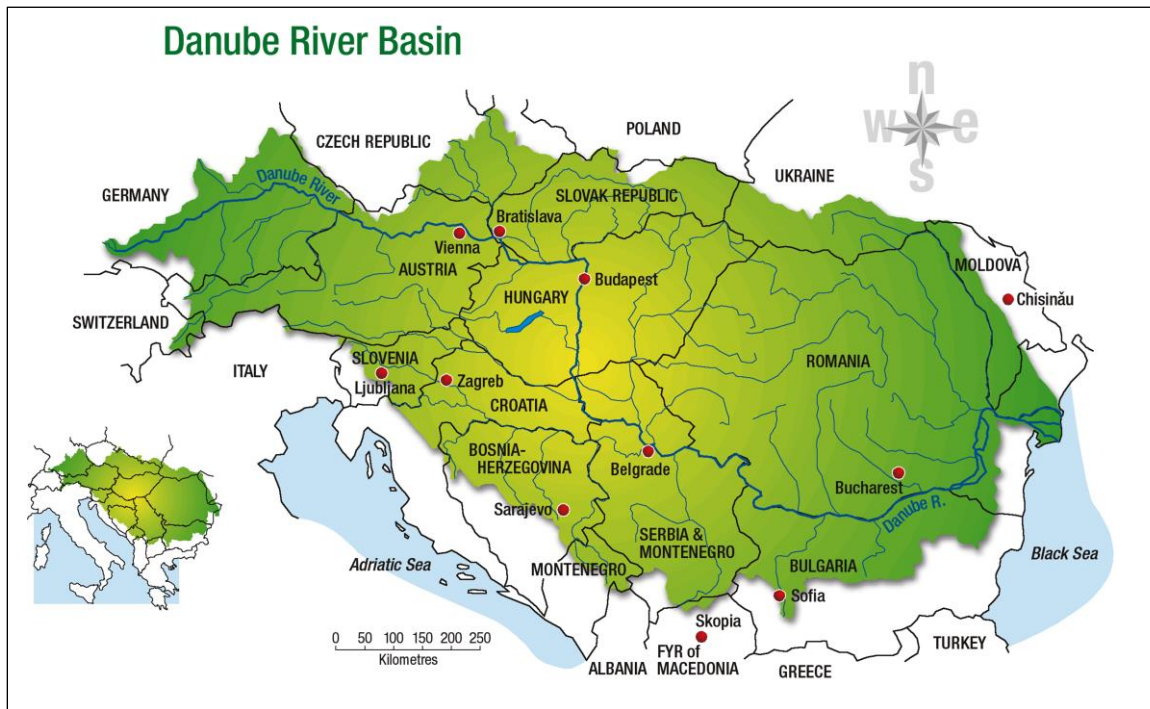 Danube River Basin
n
w e
s
POLAND
CZECH REPUBLIC
UKRAINE
GERMANY
Danube River
SLOVAK REPUBLIC
Bratislava
Vienna
AUSTRIA
MOLDOVA
Budapest
HUNGARY
Chisinău
SWITZERLAND
ITALY
SLOVENIA
Ljubljana
Zagreb
ROMANIA
CROATIA
BOSNIA-
HERZEGOVINA
Belgrade
Bucharest
Sarajevo
Danube R.
SERBIA &
MONTENEGRO
Adriatic Sea
MONTENEGRO
BULGARIA
Black Sea
Sofia
Skopia
0 50 100 150 200 250
Kilometres
ALBANIA
FYR of
MACEDONIA
GREECE
TURKEY